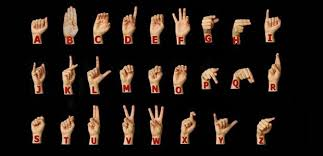 A B C D E F G H I
J K L M N O P Q R
S T U V W X Y Z